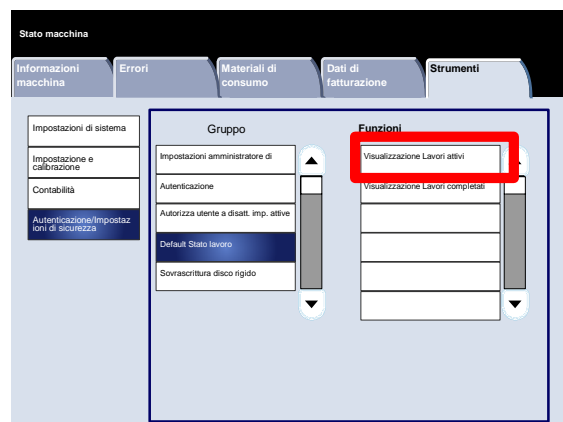 Stato macchina
Informazioni
macchina
Errori
Materiali di
consumo
Dati di
fatturazione
Strumenti
Impostazioni di sistema
Impostazione e
calibrazione
Contabilità
Autenticazione/Impostaz
ioni di sicurezza
Gruppo
Impostazioni amministratore di
Autenticazione
Autorizza utente a disatt. imp. attive
Default Stato lavoro
Sovrascrittura disco rigido
Funzioni
Visualizzazione Lavori attivi
Visualizzazione Lavori completati